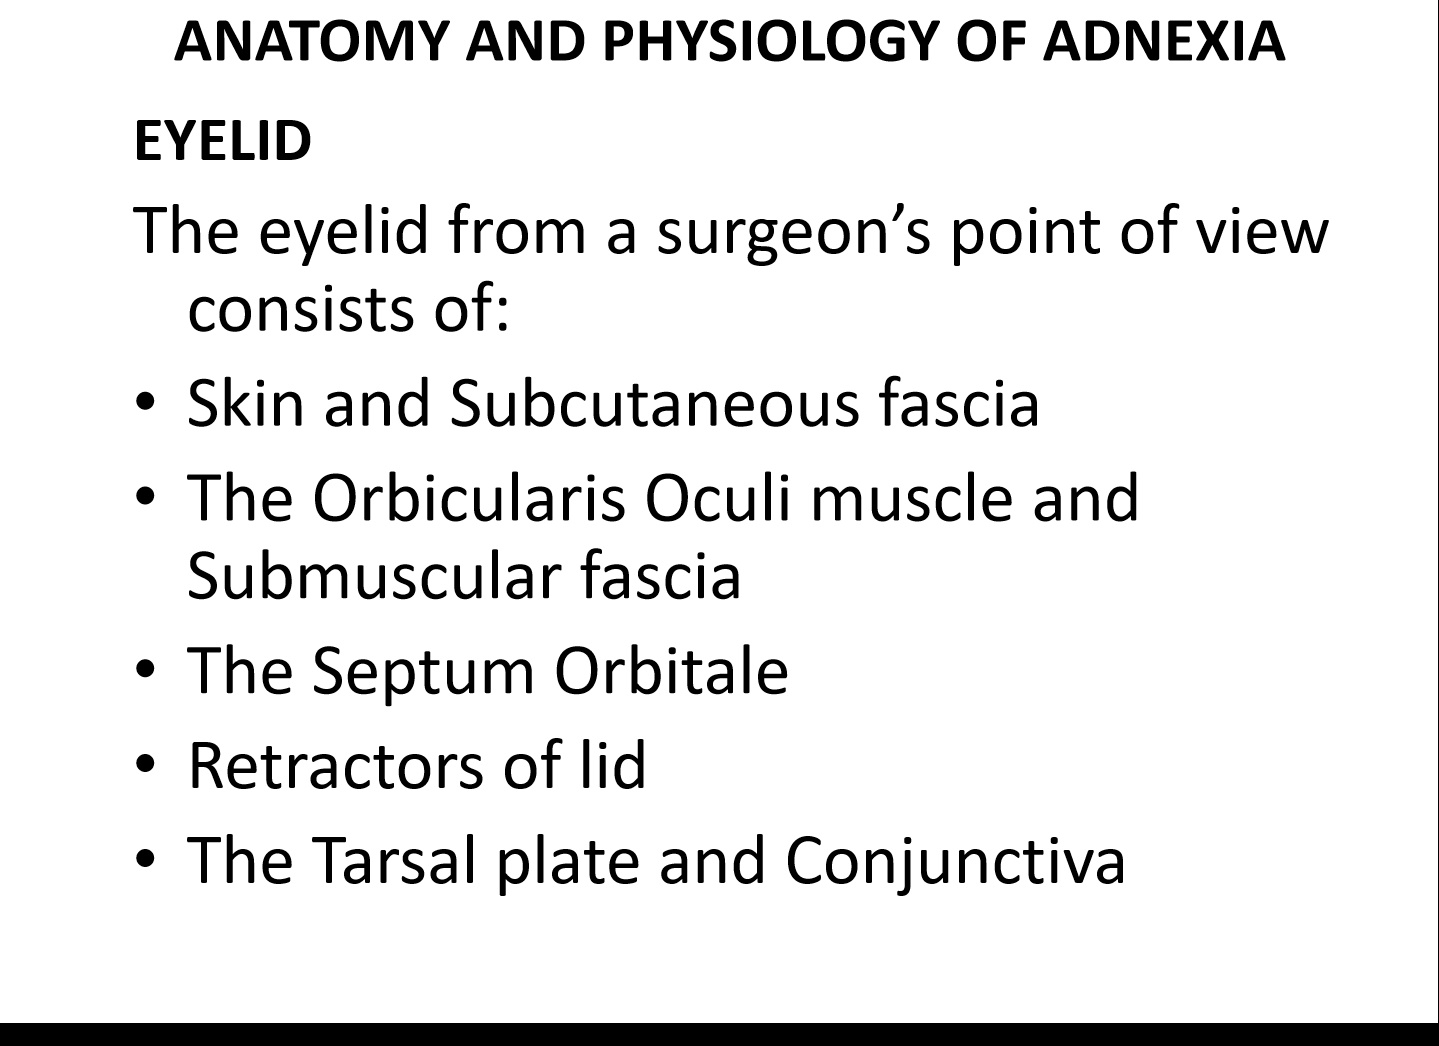 ANATOMY AND PHYSIOLOGY OF ADNEXIA
EYELID
The eyelid from a surgeon’s point of view
consists of:
• Skin and Subcutaneous fascia
• The Orbicularis Oculi muscle and
Submuscular fascia
• The Septum Orbitale
• Retractors of lid
• The Tarsal plate and Conjunctiva